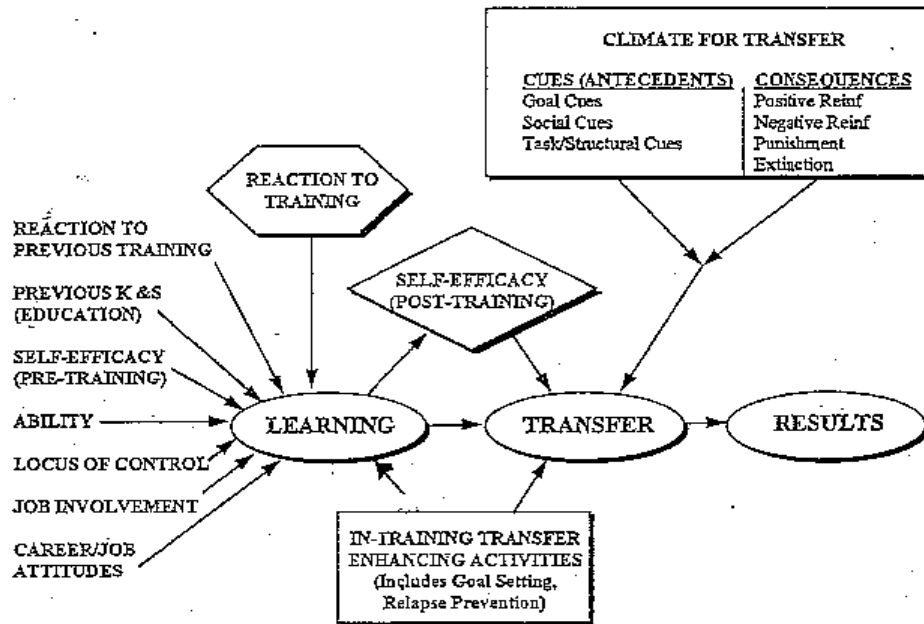 CLIMATE FOR TRANSFER
CUES (ANTECEDENTS)
Goal Cues
Social Cues
Task/Structural Cues
CONSEQUENCES
Positive Reinf
Negative Reinf
Punishment
Extinction
REACTION TO
TRAINING
REACTION TO
PREVIOUS TRAINING
PREVIOUS K &S
(EDUCATION)
SELF-EFFICACY
(PRE-TRAINING)
ABILITY
LOCUS OF CONTROL
JOB INVOLVEMENT
CAREER/JOB
ATTITUDES
SELF-EFFICACY
(POST-TRAINING)
LEARNING
TRANSFER
RESULTS
IN-TRAINING TRANSFER
ENHANCING ACTIVITIES
(Includes Goal Setting,
Relapse Prevention)